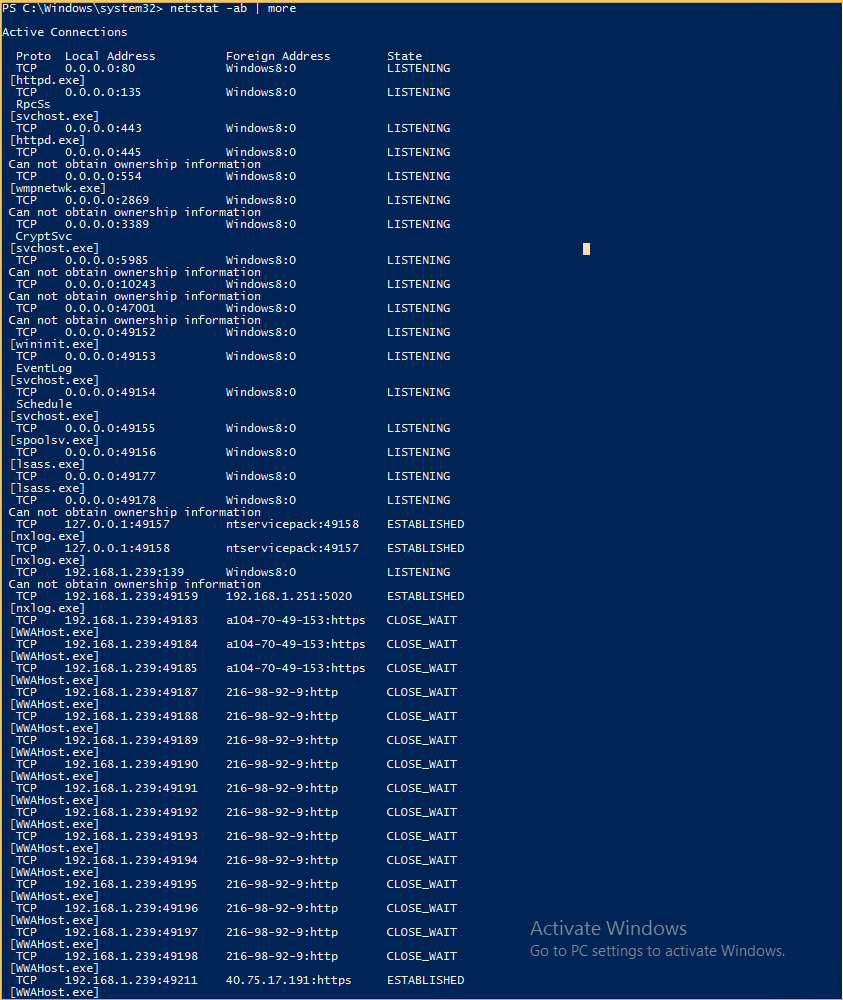 PS C:\Windows\system32> netstat -ab | more
Active Connections
Proto  Local Address          Foreign Address        State
TCP    0.0.0.0:80             Windows8:0             LISTENING
[httpd.exe]
TCP    0.0.0.0:135            Windows8:0             LISTENING
RpcSs
[svchost.exe]
TCP    0.0.0.0:443            Windows8:0             LISTENING
[httpd.exe]
TCP    0.0.0.0:445            Windows8:0             LISTENING
Can not obtain ownership information
TCP    0.0.0.0:554            Windows8:0             LISTENING
[wmpnetwk.exe]
TCP    0.0.0.0:2869           Windows8:0             LISTENING
Can not obtain ownership information
TCP    0.0.0.0:3389           Windows8:0             LISTENING
CryptSvc
[svchost.exe]
TCP    0.0.0.0:5985           Windows8:0             LISTENING
Can not obtain ownership information
TCP    0.0.0.0:10243          Windows8:0             LISTENING
Can not obtain ownership information
TCP    0.0.0.0:47001          Windows8:0             LISTENING
Can not obtain ownership information
TCP    0.0.0.0:49152          Windows8:0             LISTENING
[wininit.exe]
TCP    0.0.0.0:49153          Windows8:0             LISTENING
EventLog
[svchost.exe]
TCP    0.0.0.0:49154          Windows8:0             LISTENING
Schedule
[svchost.exe]
TCP    0.0.0.0:49155          Windows8:0             LISTENING
[spoolsv.exe]
TCP    0.0.0.0:49156          Windows8:0             LISTENING
[lsass.exe]
TCP    0.0.0.0:49177          Windows8:0             LISTENING
[lsass.exe]
TCP    0.0.0.0:49178          Windows8:0             LISTENING
Can not obtain ownership information
TCP    127.0.0.1:49157        ntservicepack:49158    ESTABLISHED
[nxlog.exe]
TCP    127.0.0.1:49158        ntservicepack:49157    ESTABLISHED
[nxlog.exe]
TCP    192.168.1.239:139      Windows8:0             LISTENING
Can not obtain ownership information
TCP    192.168.1.239:49159    192.168.1.251:5020     ESTABLISHED
[nxlog.exe]
TCP    192.168.1.239:49183    a104-70-49-153:https   CLOSE_WAIT
[WWAHost.exe]
TCP    192.168.1.239:49184    a104-70-49-153:https   CLOSE_WAIT
[WWAHost.exe]
TCP    192.168.1.239:49185    a104-70-49-153:https   CLOSE_WAIT
[WWAHost.exe]
TCP    192.168.1.239:49187    216-98-92-9:http       CLOSE_WAIT
[WWAHost.exe]
TCP    192.168.1.239:49188    216-98-92-9:http       CLOSE_WAIT
[WWAHost.exe]
TCP    192.168.1.239:49189    216-98-92-9:http       CLOSE_WAIT
[WWAHost.exe]
TCP    192.168.1.239:49190    216-98-92-9:http       CLOSE_WAIT
[WWAHost.exe]
TCP    192.168.1.239:49191    216-98-92-9:http       CLOSE_WAIT
[WWAHost.exe]
TCP    192.168.1.239:49192    216-98-92-9:http       CLOSE_WAIT
[WWAHost.exe]
TCP    192.168.1.239:49193    216-98-92-9:http       CLOSE_WAIT
[WWAHost.exe]
TCP    192.168.1.239:49194    216-98-92-9:http       CLOSE_WAIT
[WWAHost.exe]
TCP    192.168.1.239:49195    216-98-92-9:http       CLOSE_WAIT
[WWAHost.exe]
TCP    192.168.1.239:49196    216-98-92-9:http       CLOSE_WAIT
[WWAHost.exe]
TCP    192.168.1.239:49197    216-98-92-9:http       CLOSE_WAIT
[WWAHost.exe]
TCP    192.168.1.239:49198    216-98-92-9:http       CLOSE_WAIT
[WWAHost.exe]
TCP    192.168.1.239:49211    40.75.17.191:https     ESTABLISHED
[WWAHost.exe]
Activate Windows
Go to PC settings to activate Windows.